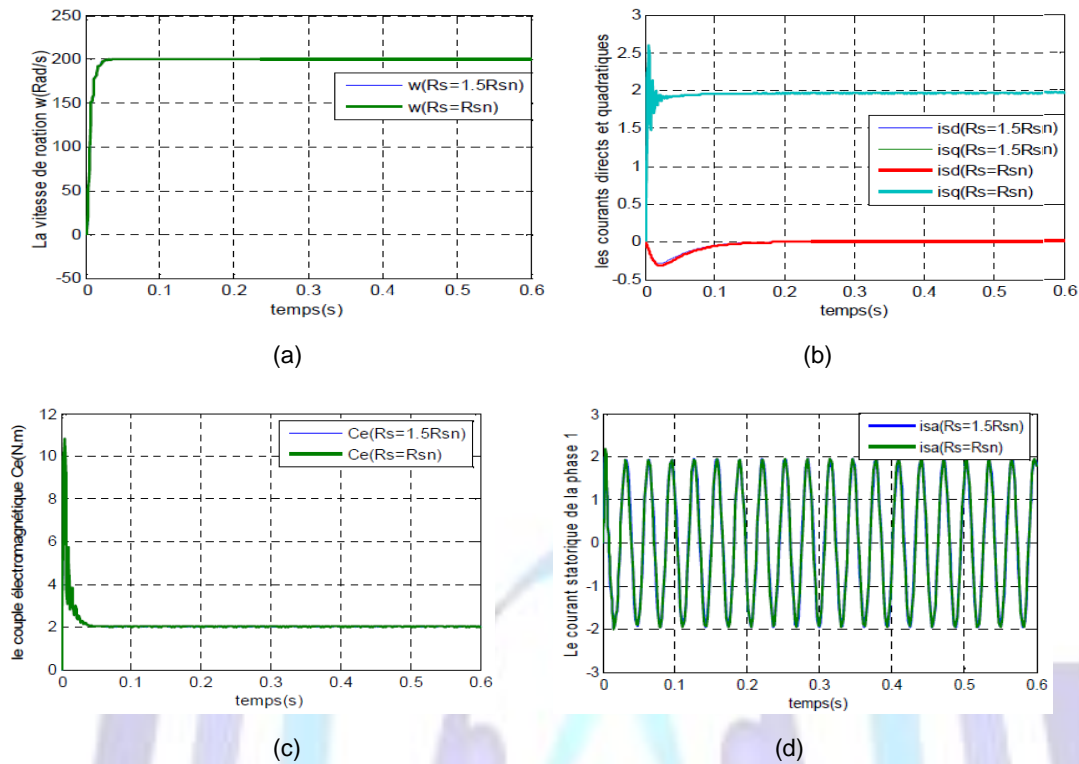 La vitesse de roation w(Rad/s)
250
200
150
100
50
0
-50
0 0.1 0.2 0.3 0.4 0.5 0.6
temps(s)
w(Rs=1.5Rsn)
w(Rs=Rsn)
(a)
les courants directs et quadratiques
3
2.5
2
1.5
1
0.5
0
-0.5
0 0.1 0.2 0.3 0.4 0.5 0.6
temps(s)
isd(Rs=1.5Rsn)
isq(Rs=1.5Rsn)
isd(Rs=Rsn)
isq(Rs=Rsn)
(b)
le couple électromagnétique Ce(N.m)
12
10
8
6
4
2
0
0 0.1 0.2 0.3 0.4 0.5 0.6
temps(s)
Ce(Rs=1.5Rsn)
Ce(Rs=Rsn)
(c)
Le courant statorique de la phase 1
3
2
1
0
-1
-2
-3
0 0.1 0.2 0.3 0.4 0.5 0.6
temps(s)
isa(Rs=1.5Rsn)
isa(Rs=Rsn)
(d)